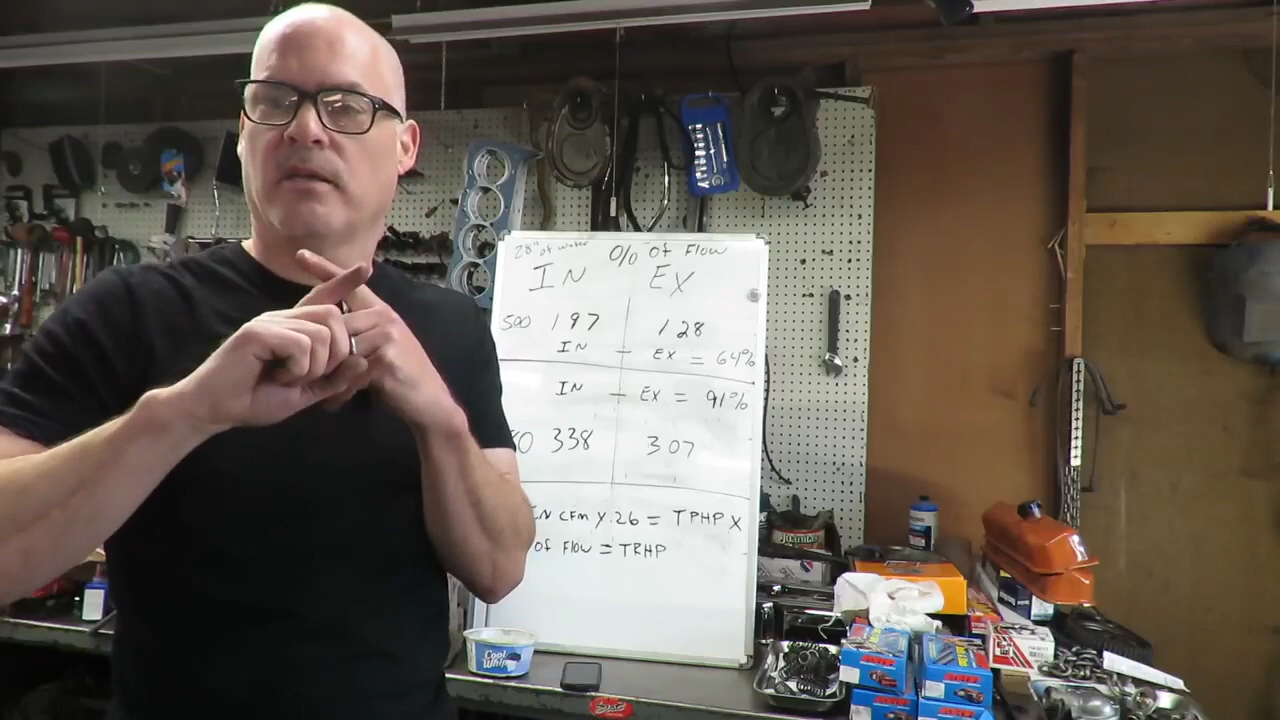 28" of water
% of Flow
IN EX
500 197 128
IN - EX = 64%
IN - EX = 91%
0 338 307
IN CFM X .26 = TPHP X
OF FLOW = TRHP
Cool Whip